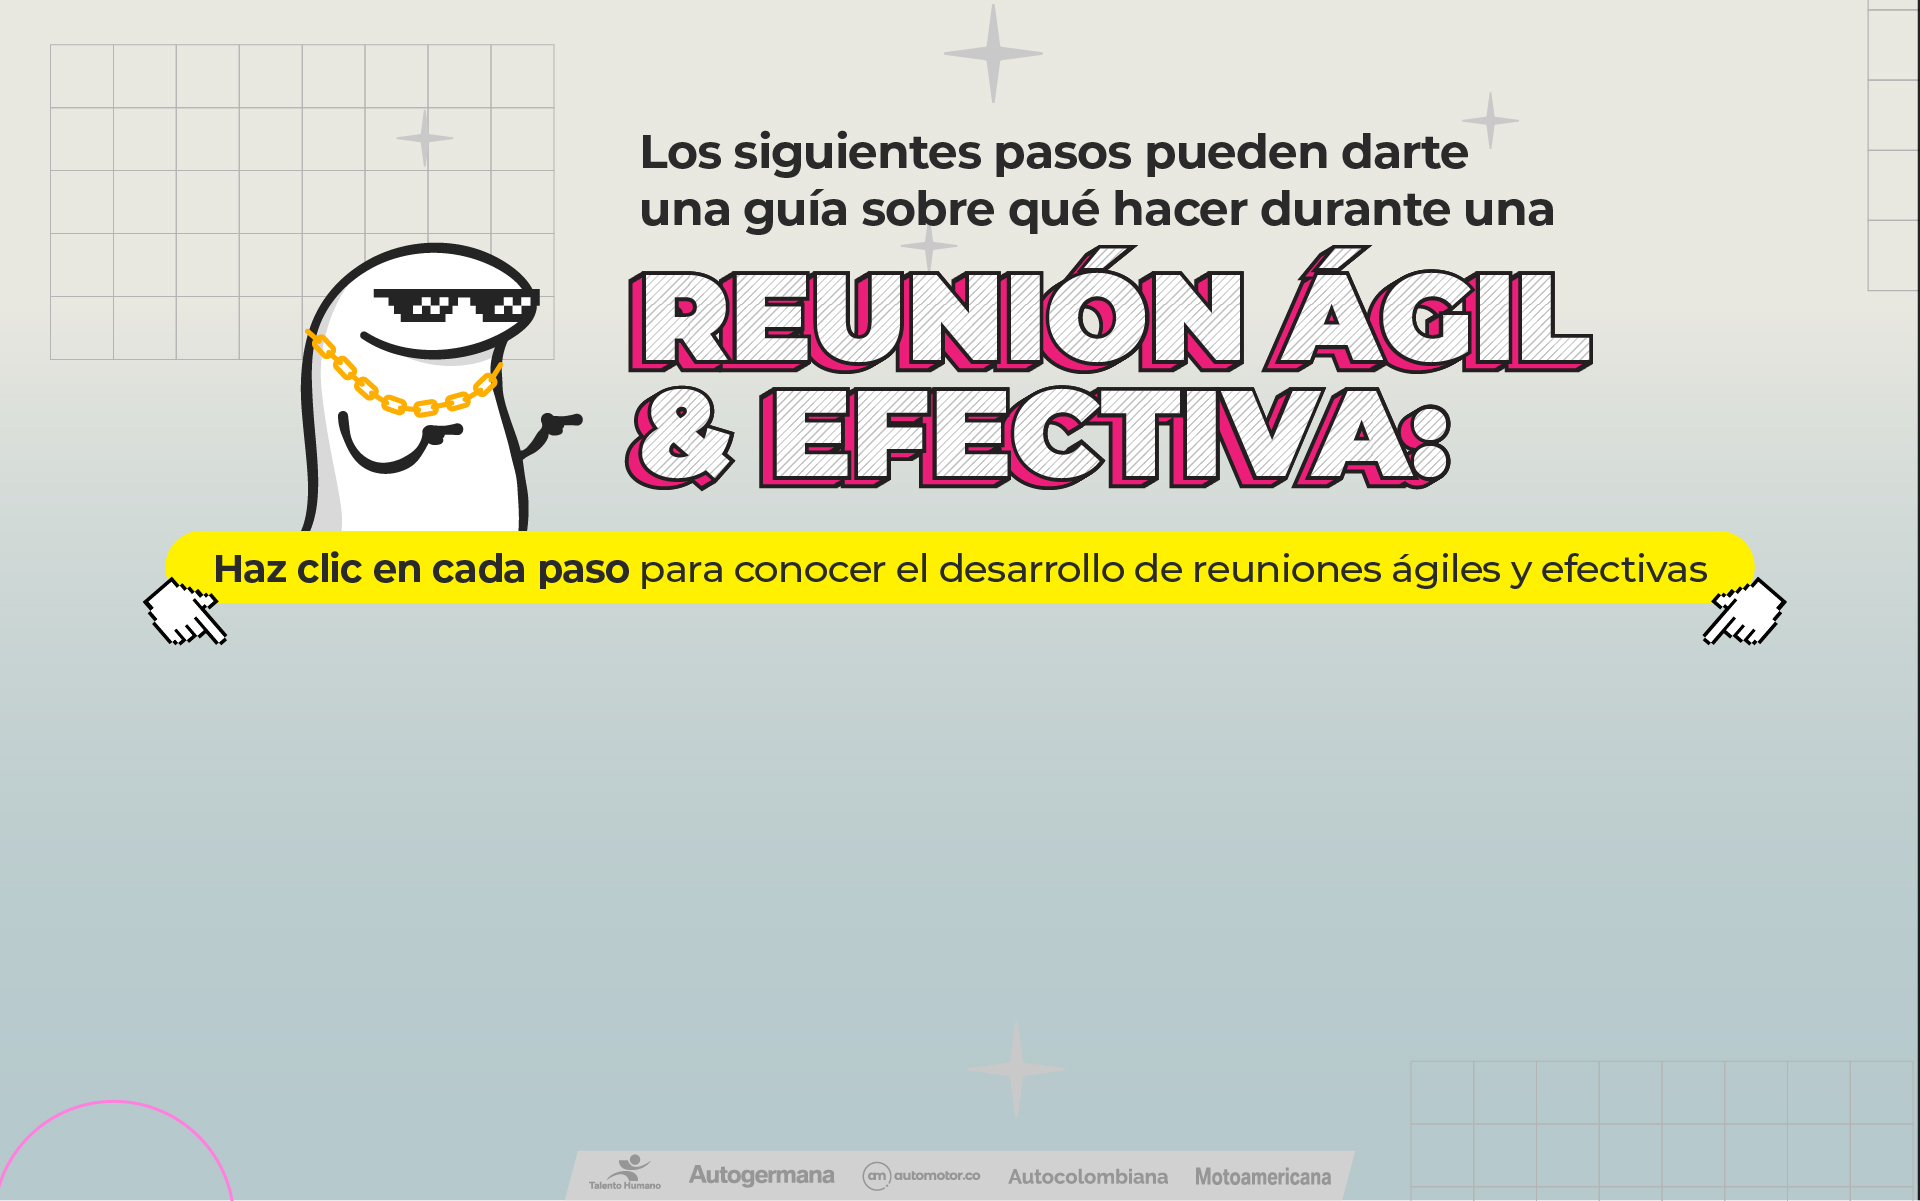 Los siguientes pasos pueden darte
una guía sobre qué hacer durante una
REUNIÓN ÁGIL
& EFECTIVA:
Haz clic en cada paso para conocer el desarrollo de reuniones ágiles y efectivas
Talento Humano
Autogermana
am automotor.co
Autocolombiana
Motoamericana